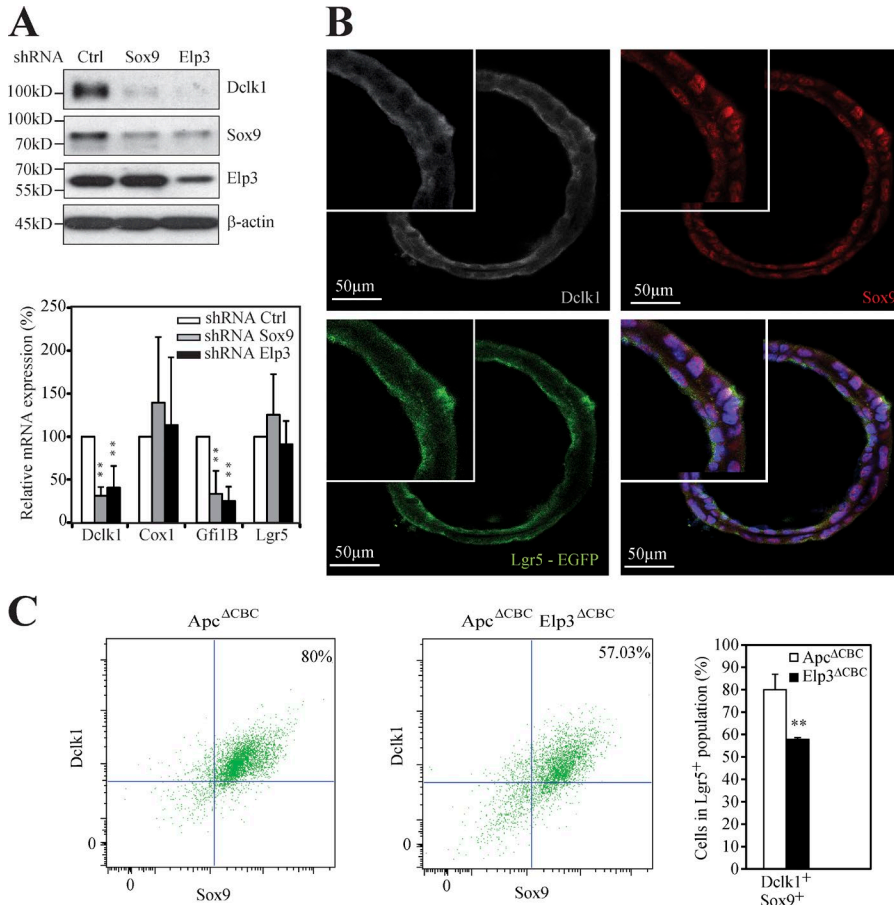 A
shRNA Ctrl Sox9 Elp3
100kD
Dclk1
100kD
70kD
Sox9
70kD
55kD
Elp3
45kD
β-actin
Relative mRNA expression (%)
250
200
150
100
50
0
shRNA Ctrl
shRNA Sox9
shRNA Elp3
** ** ** **
Dclk1 Cox1 Gfi1B Lgr5
B
50μm
Dclk1
50μm
Sox9
50μm
Lgr5 - EGFP
50μm
C
Apc ΔCBC
80%
Dclk1
0
0
Sox9
Apc ΔCBC Elp3 ΔCBC
57.03%
Dclk1
0
0
Sox9
Cells in Lgr5+ population (%)
100
90
80
70
60
50
40
30
20
10
0
Apc ΔCBC
Elp3 ΔCBC
**
Dclk1+
Sox9+